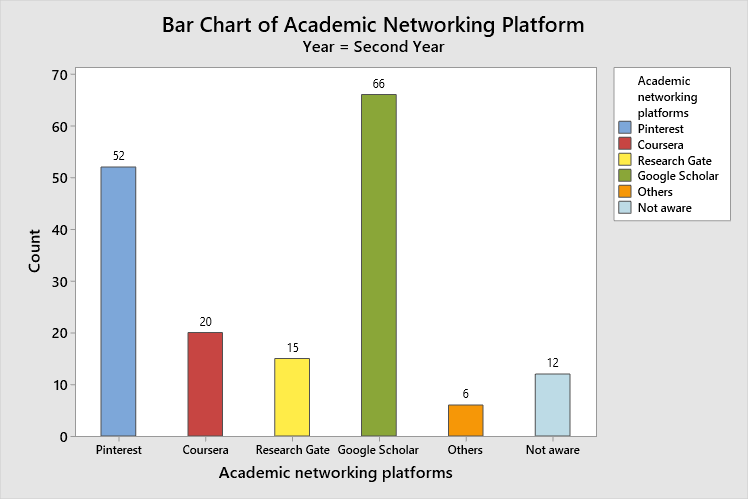 Bar Chart of Academic Networking Platform
Year = Second Year
70
60
50
40
30
20
10
0
Count
52
20
15
66
6
12
Pinterest
Coursera
Research Gate
Google Scholar
Others
Not aware
Academic networking platforms
Academic
networking
platforms
Pinterest
Coursera
Research Gate
Google Scholar
Others
Not aware